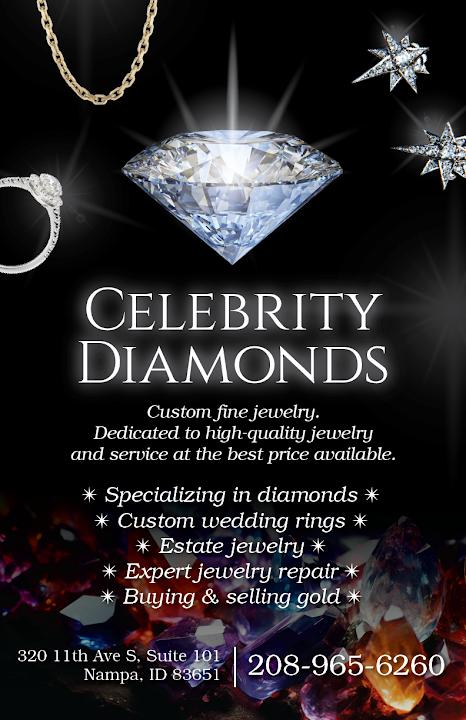 CELEBRITY
DIAMONDS
Custom fine jewelry.
Dedicated to high-quality jewelry
and service at the best price available.
✴ Specializing in diamonds ✴
✴ Custom wedding rings ✴
✴ Estate jewelry ✴
✴ Expert jewelry repair ✴
✴ Buying & selling gold ✴
320 11th Ave S, Suite 101
Nampa, ID 83651
208-965-6260